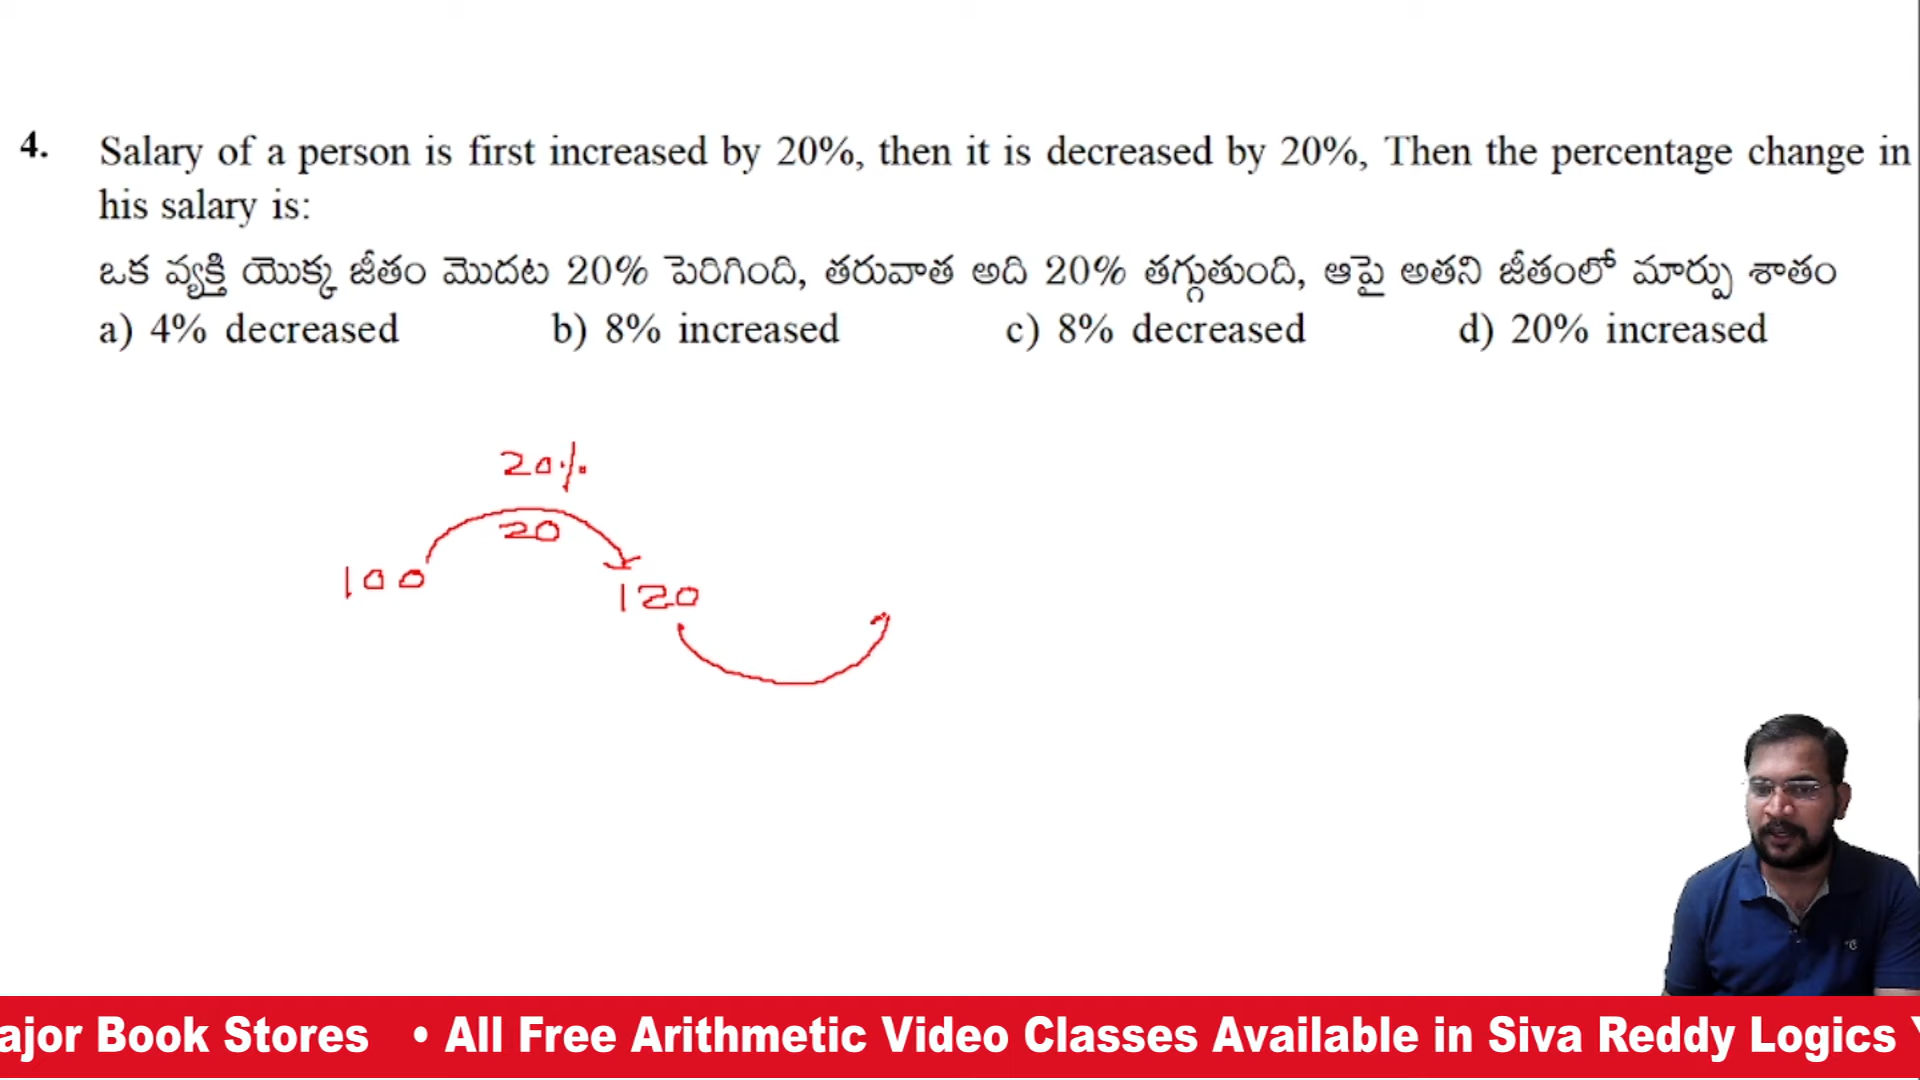 4. Salary of a person is first increased by 20%, then it is decreased by 20%, Then the percentage change in
his salary is:
ఒక వ్యక్తి యొక్క జీతం మొదట 20% పెరిగింది, తరువాత అది 20% తగ్గుతుంది, ఆపై అతని జీతంలో మార్పు శాతం
a) 4% decreased b) 8% increased c) 8% decreased d) 20% increased
20%
20
100
120
ajor Book Stores • All Free Arithmetic Video Classes Available in Siva Reddy Logics